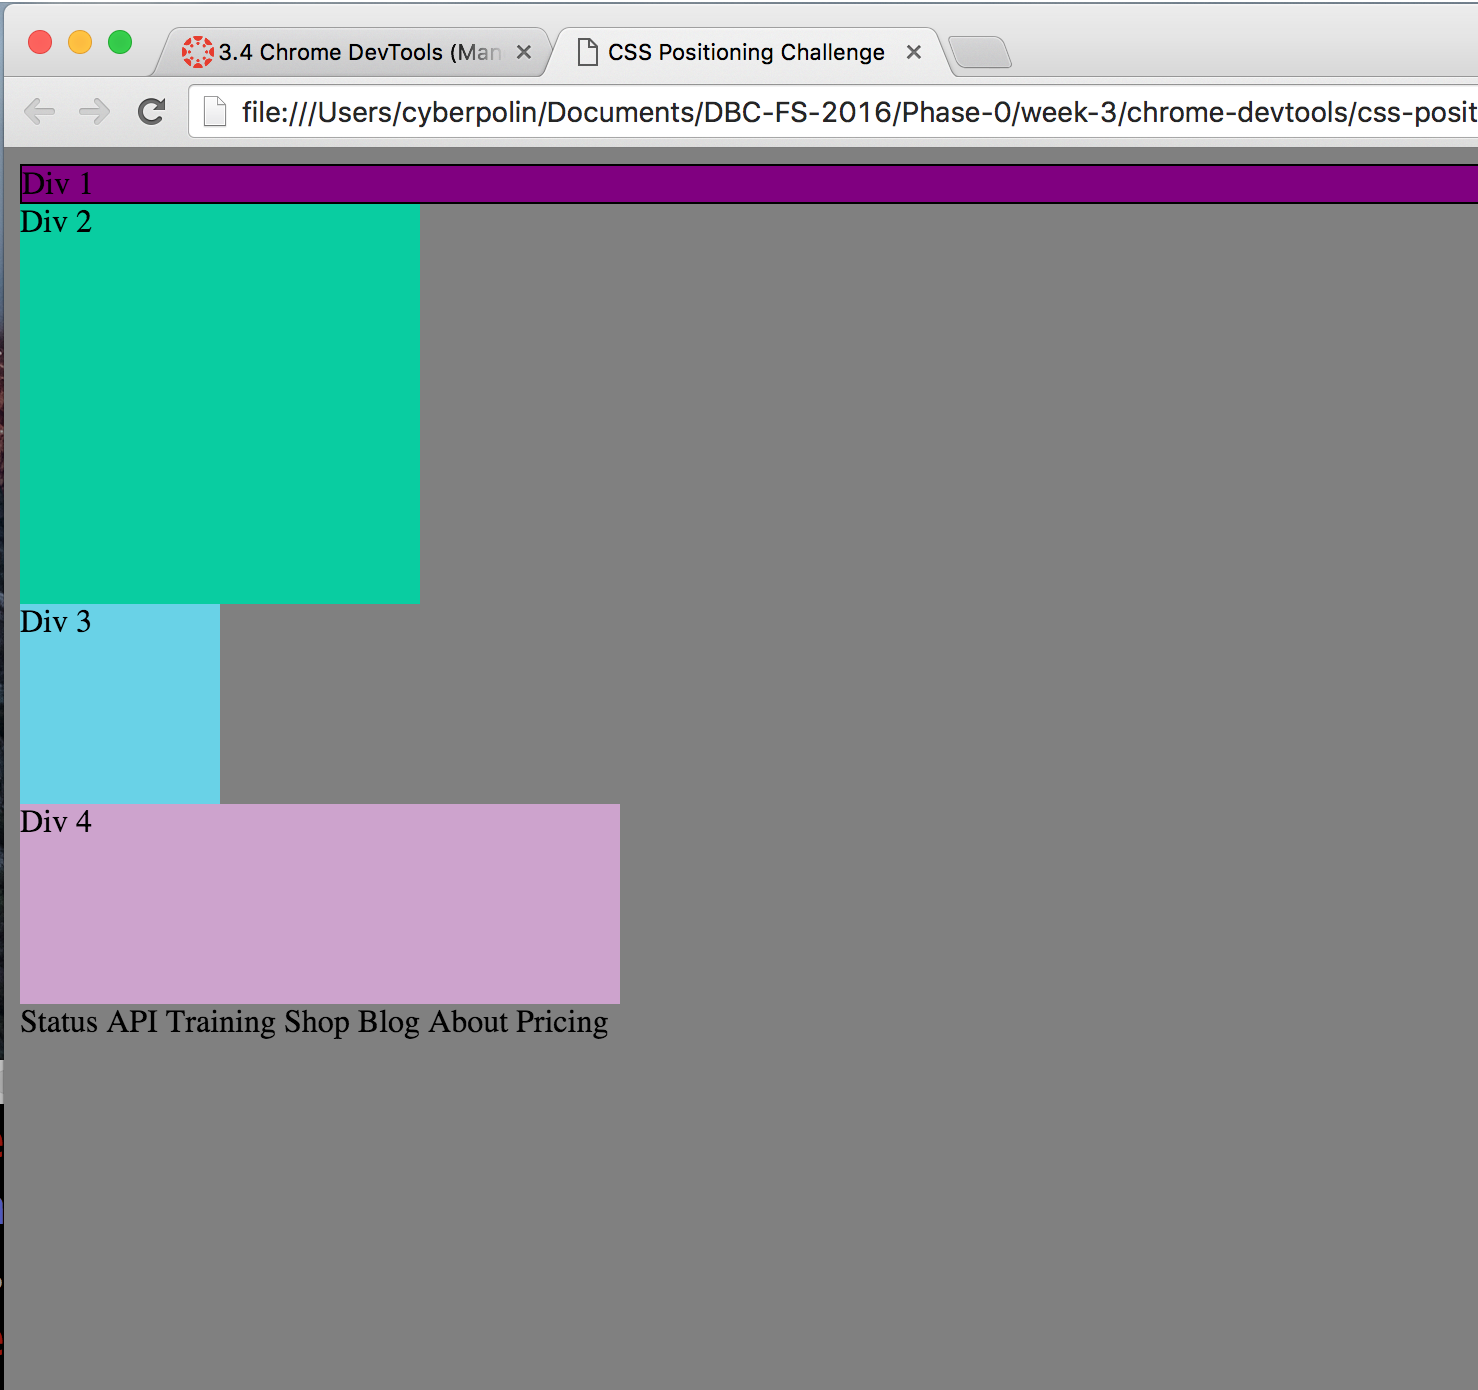 3.4 Chrome DevTools (Man
CSS Positioning Challenge
file:///Users/cyberpolin/Documents/DBC-FS-2016/Phase-0/week-3/chrome-devtools/css-posit
Div 1
Div 2
Div 3
Div 4
Status API Training Shop Blog About Pricing